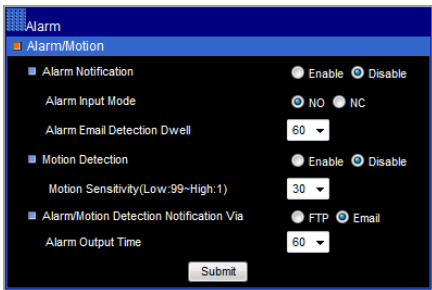 Alarm
Alarm/Motion
Alarm Notification Enable Disable
Alarm Input Mode NO NC
Alarm Email Detection Dwell 60
Motion Detection Enable Disable
Motion Sensitivity(Low:99~High:1) 30
Alarm/Motion Detection Notification Via FTP Email
Alarm Output Time 60
Submit